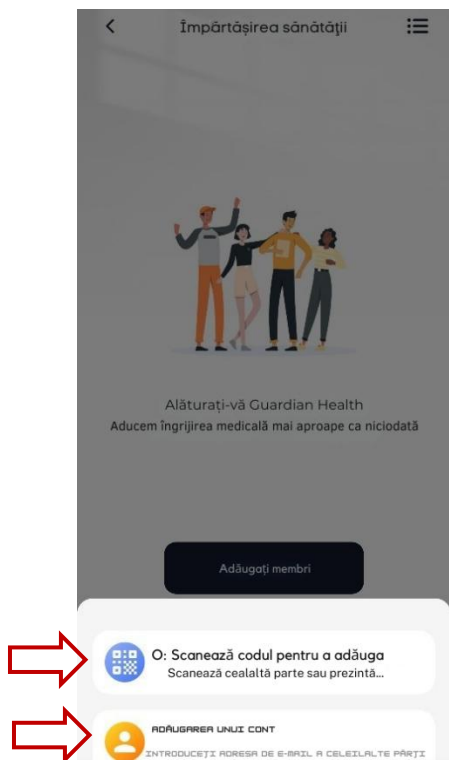 Împărtășirea sănătății
Alăturați-vă Guardian Health
Aducem îngrijirea medicală mai aproape ca niciodată
Adăugați membri
O: Scanează codul pentru a adăuga
Scanează cealaltă parte sau prezintă...
ADĂUGAREA UNUI CONT
INTRODUCEȚI ADRESA DE E-MAIL A CELEILALTE PĂRȚI